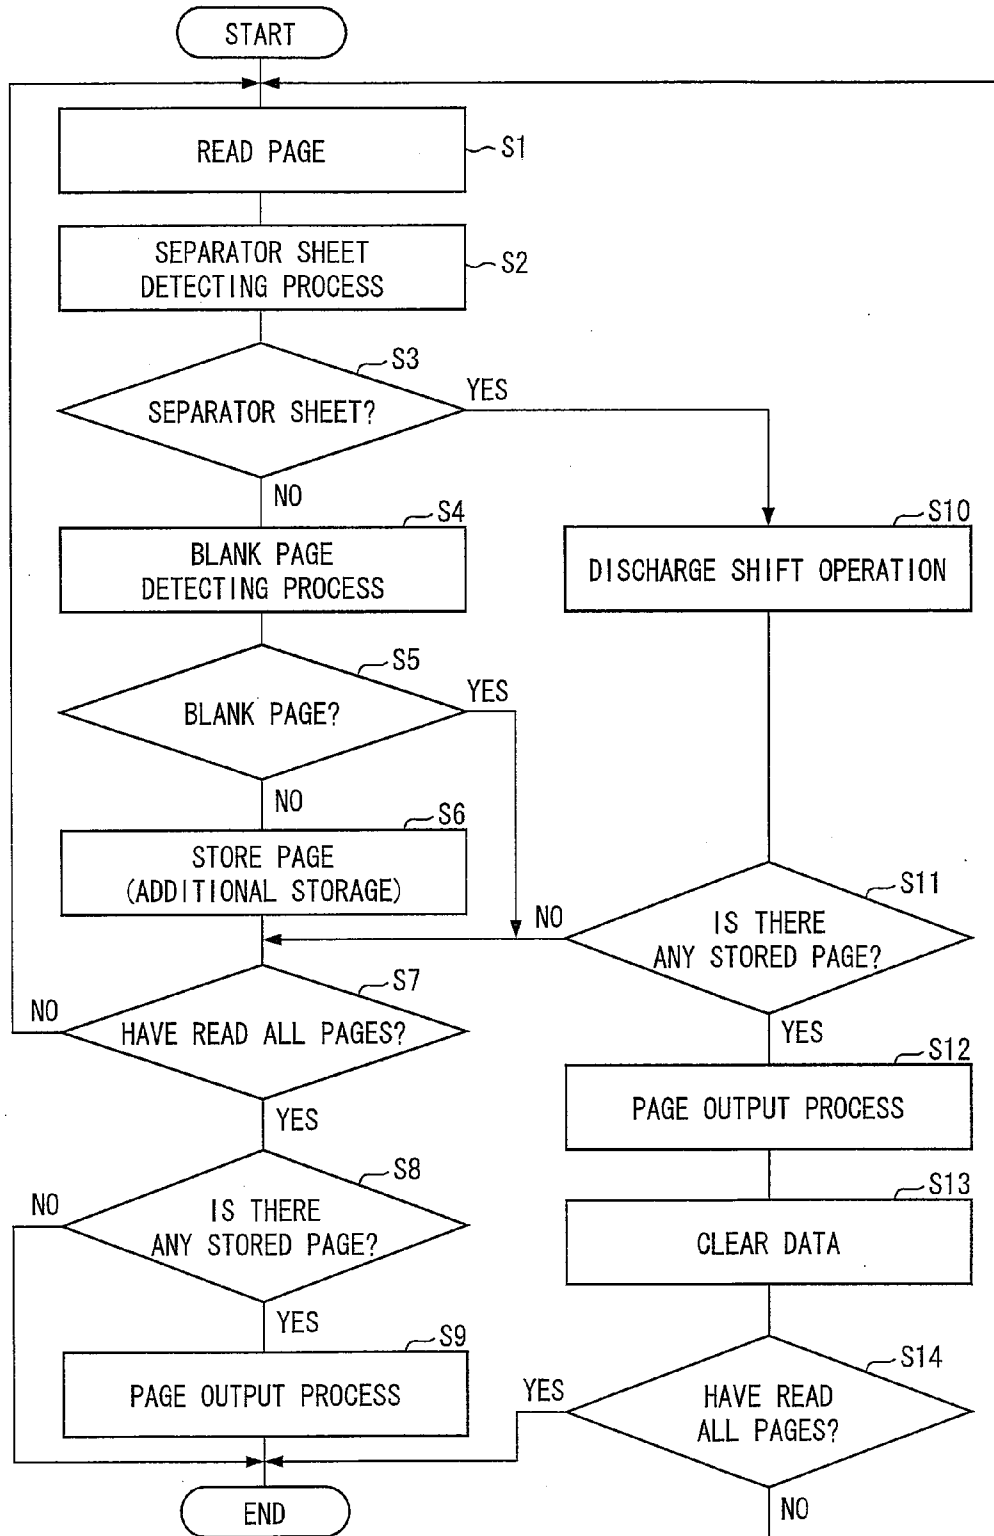 START
READ PAGE
S1
SEPARATOR SHEET
DETECTING PROCESS
S2
S3
SEPARATOR SHEET?
YES
NO
S4
BLANK PAGE
DETECTING PROCESS
S10
DISCHARGE SHIFT OPERATION
S5
BLANK PAGE?
YES
NO
S6
STORE PAGE
(ADDITIONAL STORAGE)
S11
IS THERE
ANY STORED PAGE?
NO
YES
S7
HAVE READ ALL PAGES?
NO
YES
S12
PAGE OUTPUT PROCESS
S8
IS THERE
ANY STORED PAGE?
NO
YES
S13
CLEAR DATA
S9
PAGE OUTPUT PROCESS
S14
HAVE READ
ALL PAGES?
YES
NO
END